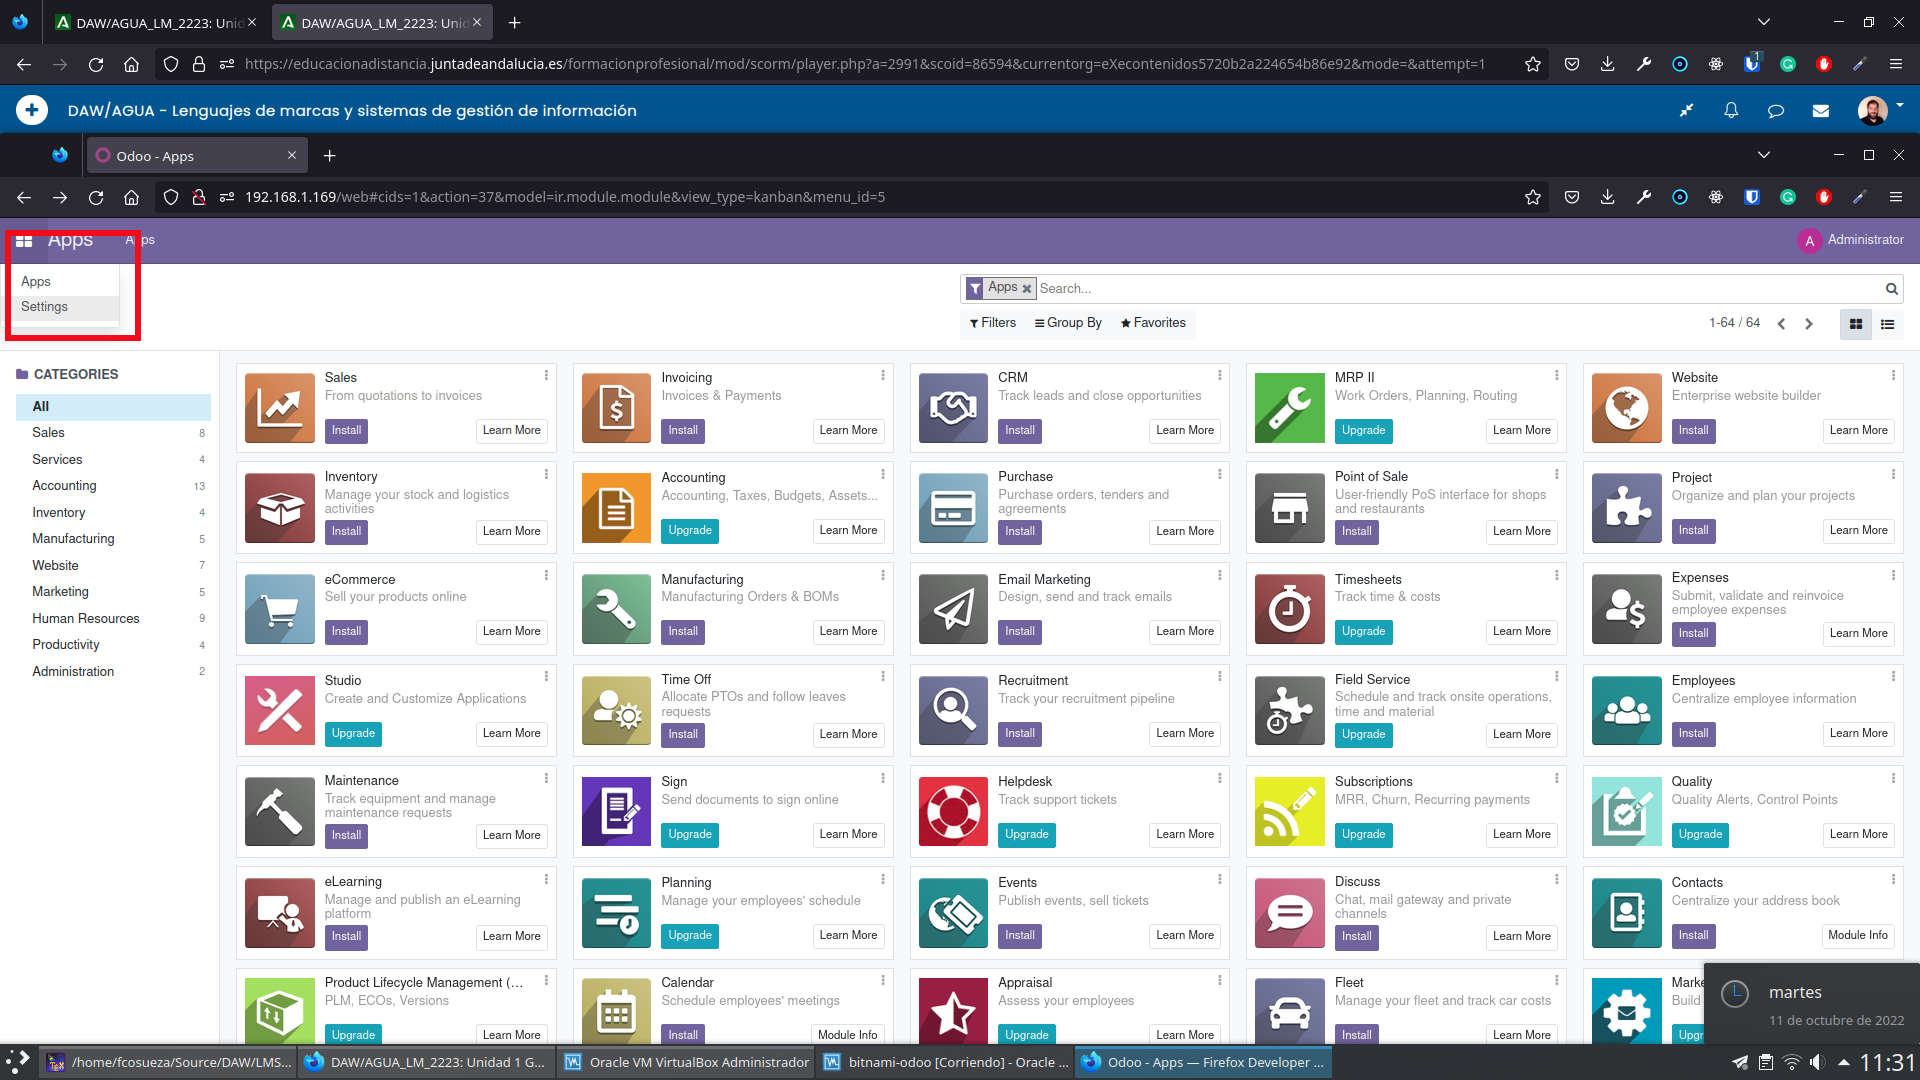 DAW/AGUA_LM_2223: Unid
DAW/AGUA_LM_2223: Unid
https://educacionadistancia.juntadeandalucia.es/formacionprofesional/mod/scorm/player.php?a=2991&scoid=86594&currentorg=eXecontenidos5720b2a224654b86e92&mode=&attempt=1
1
DAW/AGUA - Lenguajes de marcas y sistemas de gestión de información
Odoo - Apps
192.168.1.169/web#cids=1&action=37&model=ir.module.module&view_type=kanban&menu_id=5
Apps Apps
A Administrator
Apps
Settings
Apps Search...
Filters Group By Favorites
1-64 / 64
CATEGORIES
All
Sales 8
Services 4
Accounting 13
Inventory 4
Manufacturing 5
Website 7
Marketing 5
Human Resources 9
Productivity 4
Administration 2
Sales
From quotations to invoices
Install Learn More
Invoicing
Invoices & Payments
Install Learn More
CRM
Track leads and close opportunities
Install Learn More
MRP II
Work Orders, Planning, Routing
Upgrade Learn More
Website
Enterprise website builder
Install Learn More
Inventory
Manage your stock and logistics
activities
Install Learn More
Accounting
Accounting, Taxes, Budgets, Assets...
Upgrade Learn More
Purchase
Purchase orders, tenders and
agreements
Install Learn More
Point of Sale
User-friendly PoS interface for shops
and restaurants
Install Learn More
Project
Organize and plan your projects
Install Learn More
eCommerce
Sell your products online
Install Learn More
Manufacturing
Manufacturing Orders & BOMs
Install Learn More
Email Marketing
Design, send and track emails
Install Learn More
Timesheets
Track time & costs
Upgrade Learn More
Expenses
Submit, validate and reinvoice
employee expenses
Install Learn More
Studio
Create and Customize Applications
Upgrade Learn More
Time Off
Allocate PTOs and follow leaves
requests
Install Learn More
Recruitment
Track your recruitment pipeline
Install Learn More
Field Service
Schedule and track onsite operations,
time and material
Upgrade Learn More
Employees
Centralize employee information
Install Learn More
Maintenance
Track equipment and manage
maintenance requests
Install Learn More
Sign
Send documents to sign online
Upgrade Learn More
Helpdesk
Track support tickets
Upgrade Learn More
Subscriptions
MRR, Churn, Recurring payments
Upgrade Learn More
Quality
Quality Alerts, Control Points
Upgrade Learn More
eLearning
Manage and publish an eLearning
platform
Install Learn More
Planning
Manage your employees' schedule
Upgrade Learn More
Events
Publish events, sell tickets
Install Learn More
Discuss
Chat, mail gateway and private
channels
Install Learn More
Contacts
Centralize your address book
Install Module Info
Product Lifecycle Management (...
PLM, ECOs, Versions
Upgrade Learn More
Calendar
Schedule employees' meetings
Install Module Info
Appraisal
Assess your employees
Upgrade Learn More
Fleet
Manage your fleet and track car costs
Install Learn More
Marke
Build
Upgr
martes
11 de octubre de 2022
/home/fcosueza/Source/DAW/LMS...
DAW/AGUA_LM_2223: Unidad 1 G...
Oracle VM VirtualBox Administrador
bitnami-odoo [Corriendo] - Oracle ...
Odoo - Apps — Firefox Developer ...
11:31